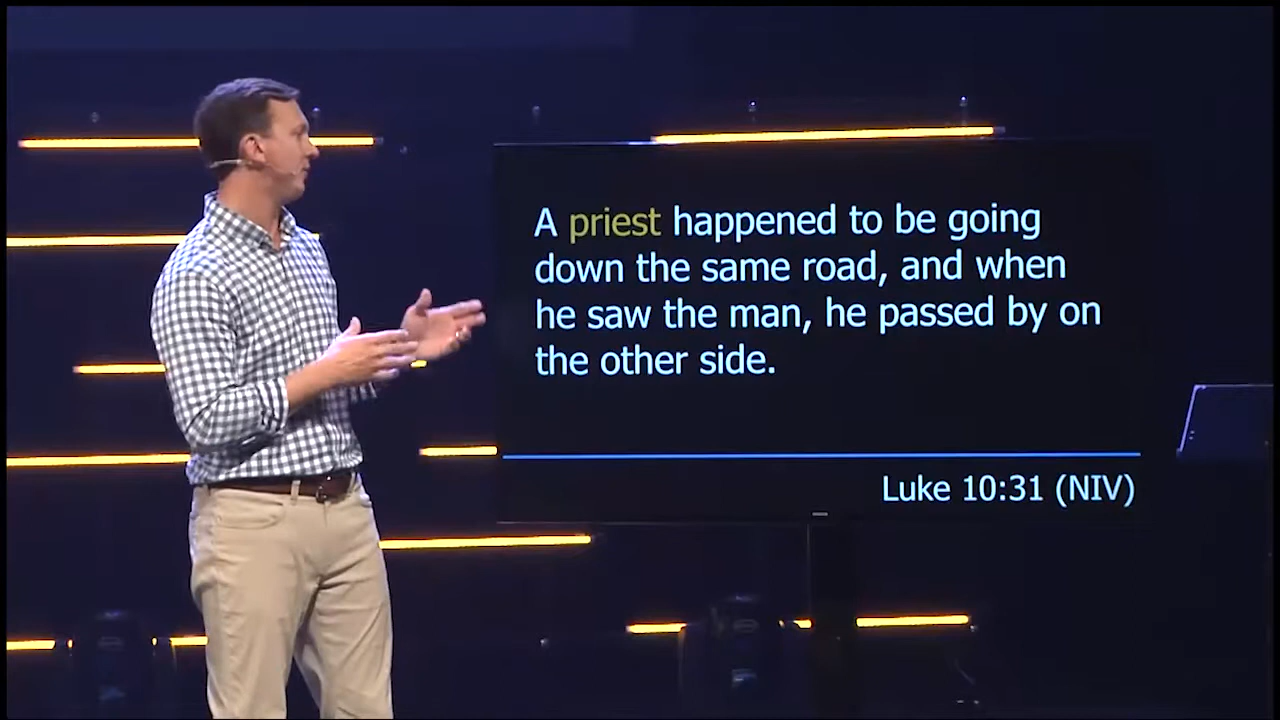 A priest happened to be going
down the same road, and when
he saw the man, he passed by on
the other side.
Luke 10:31 (NIV)